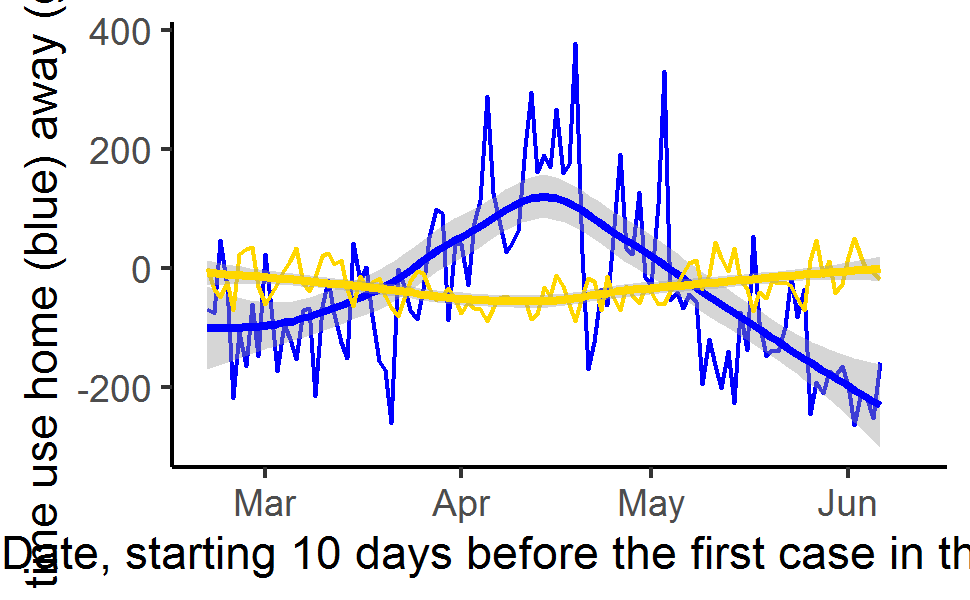 time use home (blue) away (
400
200
0
-200
Mar Apr May Jun
Date, starting 10 days before the first case in th